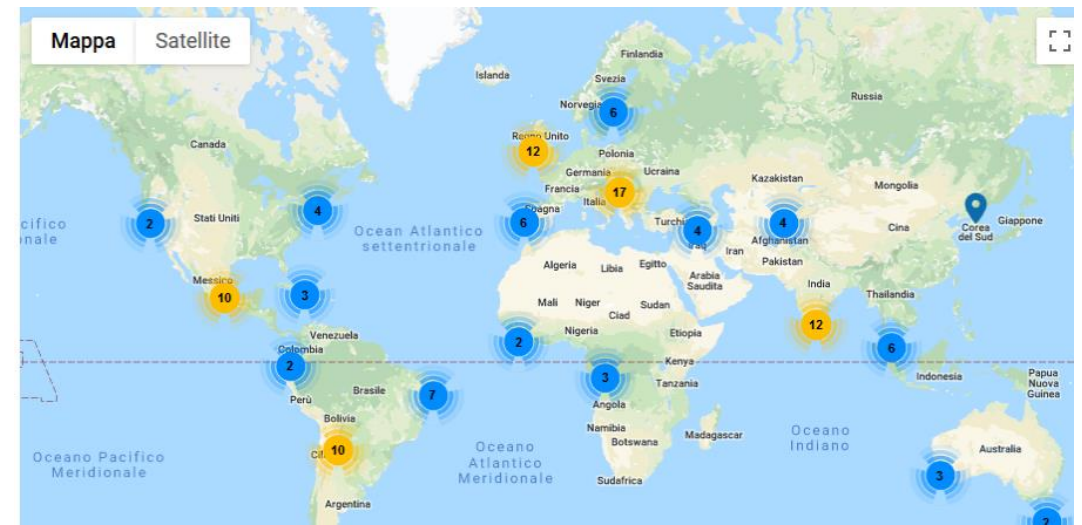 Mappa
Satellite
Finlandia
Islanda
Svezia
Russia
Norvegia
6
Canada
Regno Unito
12
Polonia
Germania
Ucraina
Kazakistan
Mongolia
Francia
17
Italia
4
2
Stati Uniti
Spagna
6
Turchia
4
4
Cina
Corea
del Sud
Giappone
Ocean Atlantico
settentrionale
Iraq
Iran
Afghanistan
Pakistan
Algeria
Libia
Egitto
Arabia
Saudita
India
Messico
10
3
Mali
Niger
Ciad
Sudan
Thailandia
12
Venezuela
2
Nigeria
Etiopia
6
Colombia
2
Kenya
3
Indonesia
Papua
Nuova
Guinea
Perù
Brasile
7
Tanzania
Angola
Bolivia
Namibia
Botswana
Madagascar
Oceano
Indiano
10
Oceano Pacifico
Meridionale
Oceano
Atlantico
Meridionale
Australia
3
Sudafrica
Argentina
2